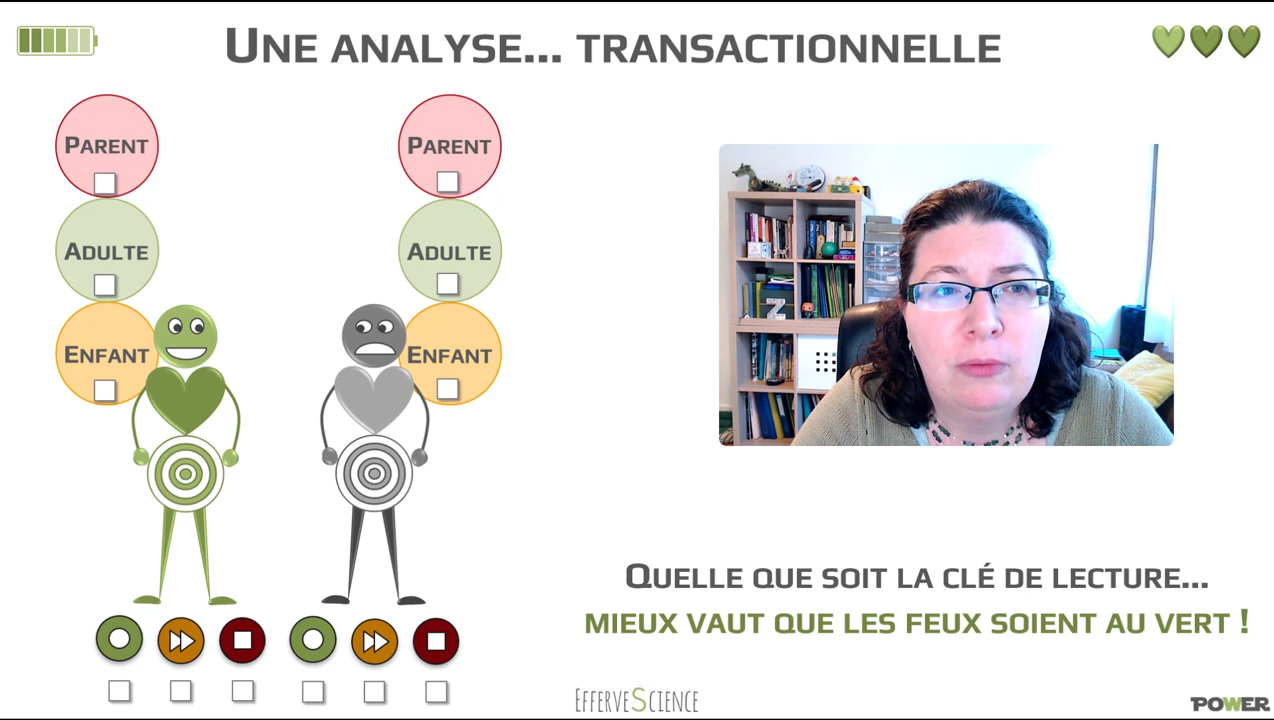 Une analyse... transactionnelle
Parent
Parent
Adulte
Adulte
Enfant
Enfant
Quelle que soit la clé de lecture...
mieux vaut que les feux soient au vert !
EfferveScience
POWER